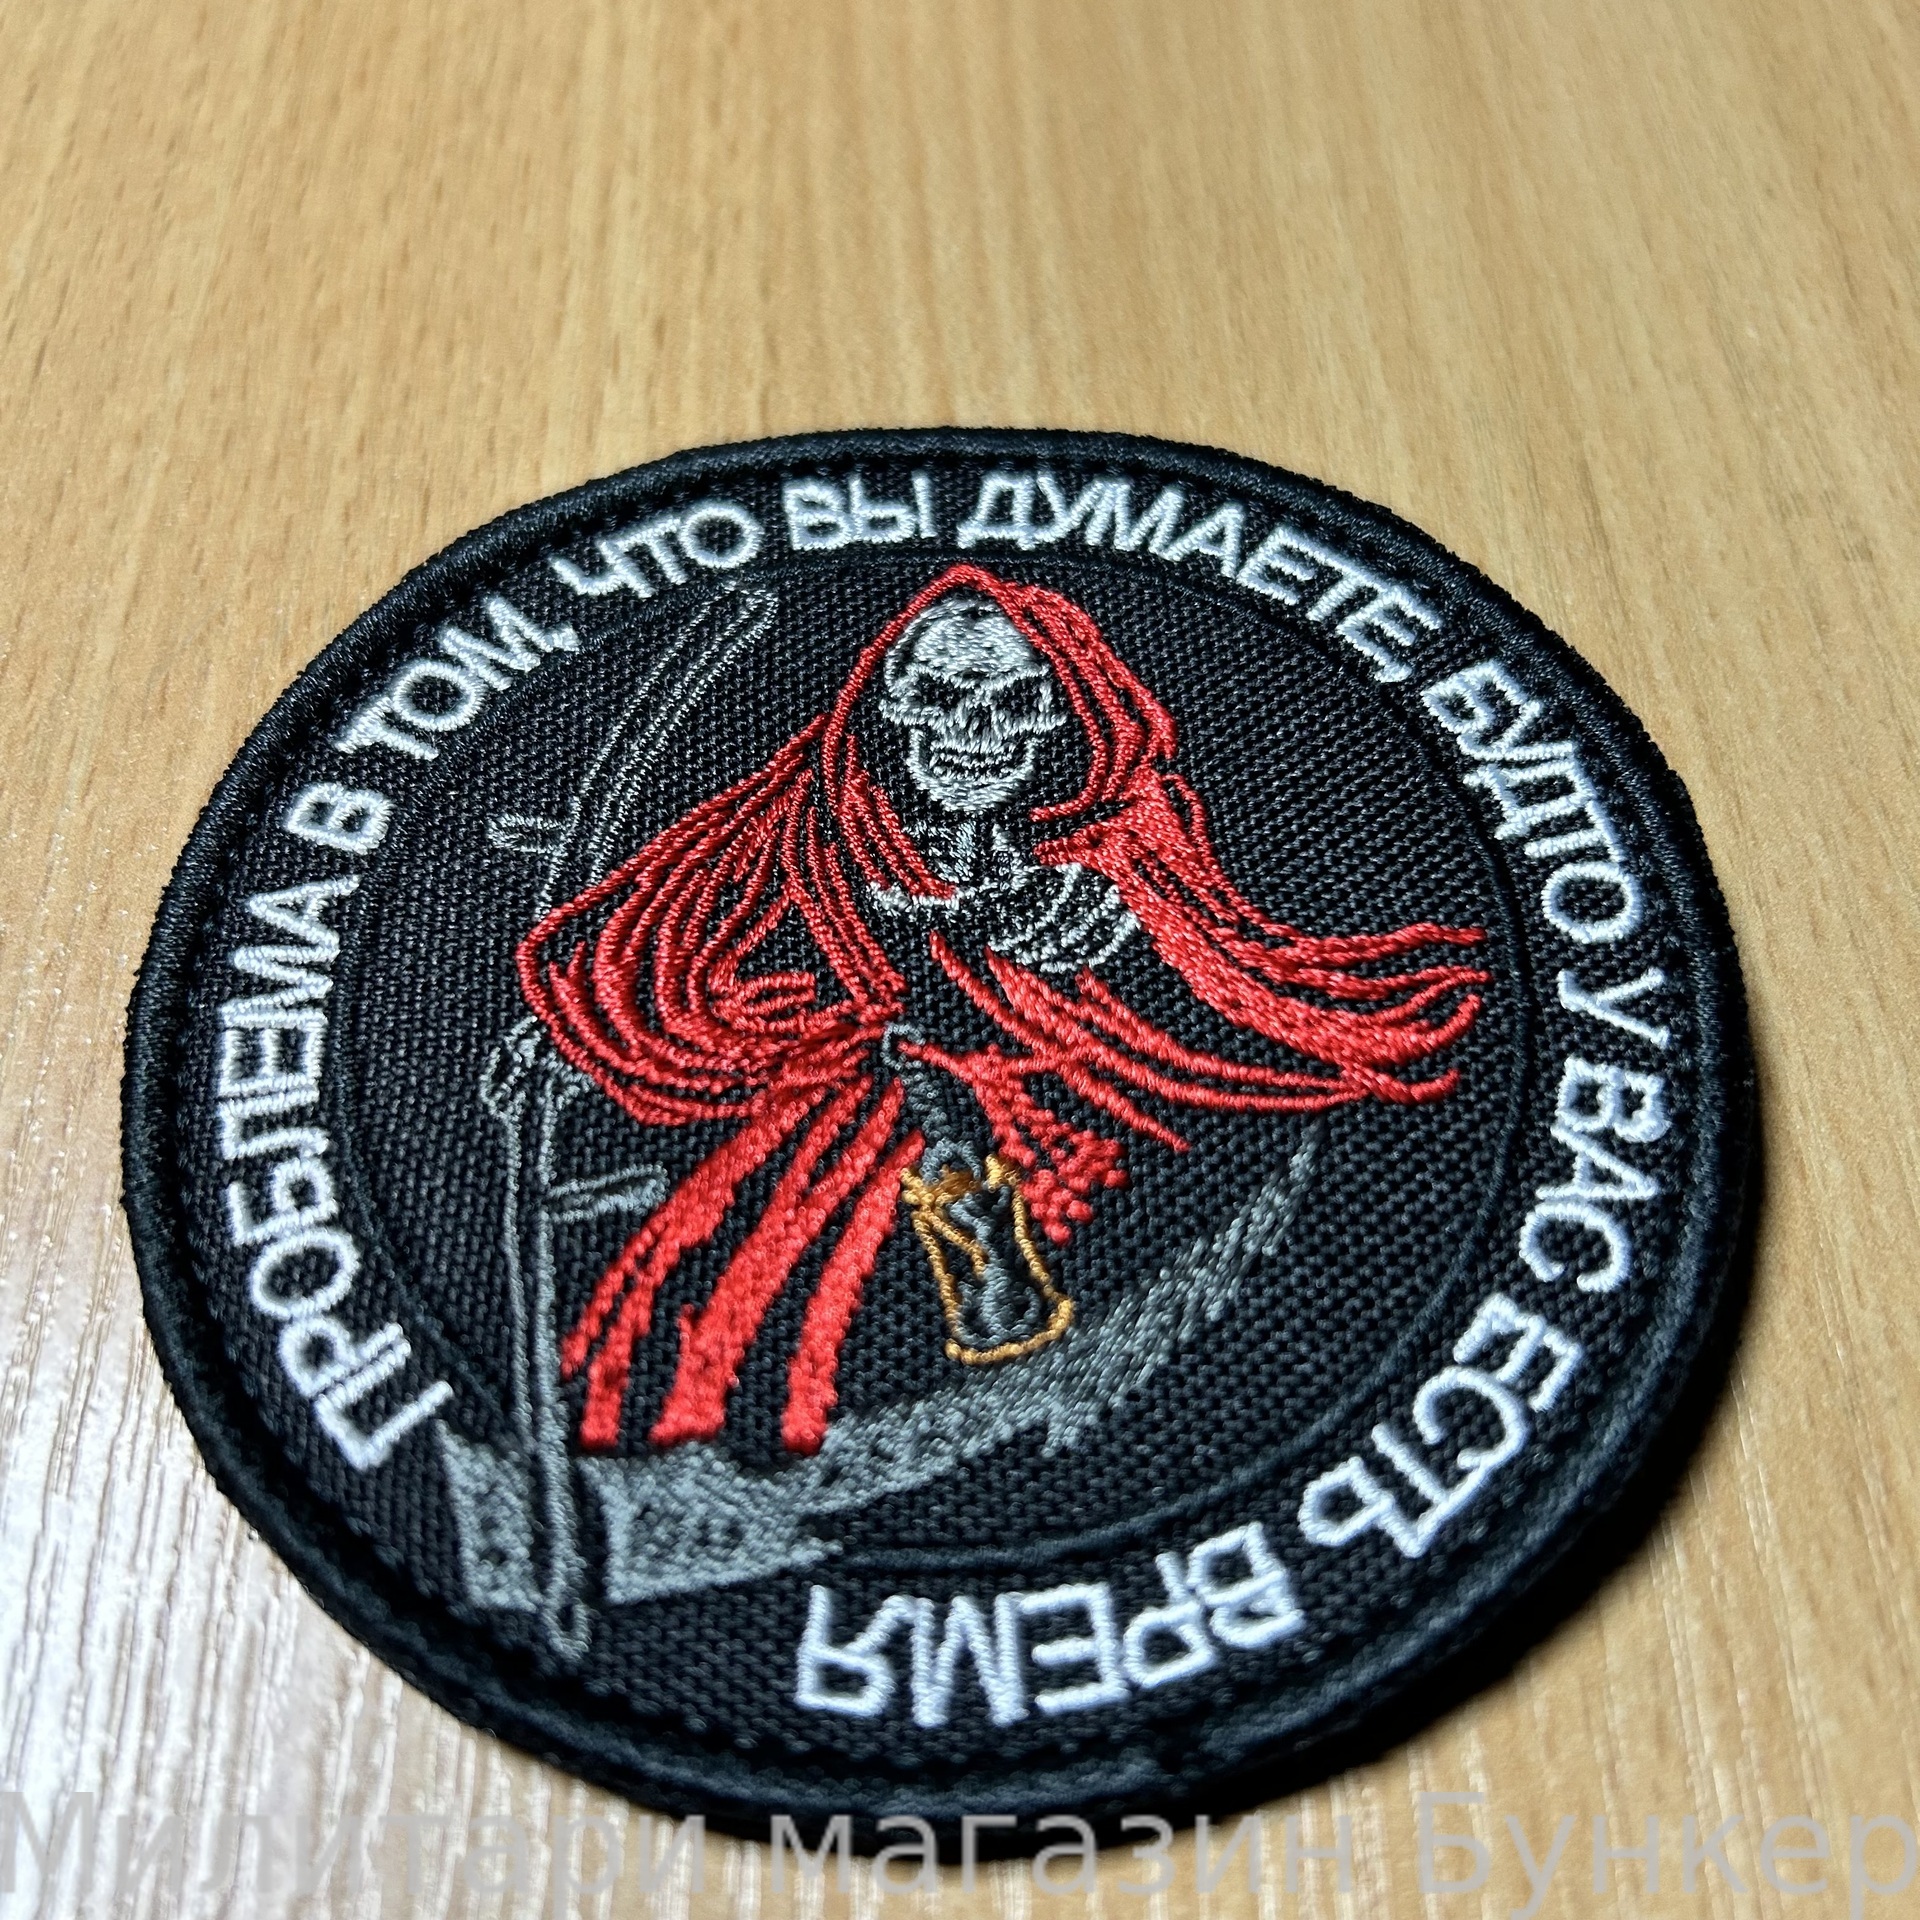 ПРОБЛЕМА В ТОМ, ЧТО ВЫ ДУМАЕТЕ, БУДТО У ВАС ЕСТЬ ВРЕМЯ
Милитари магазин Бункер